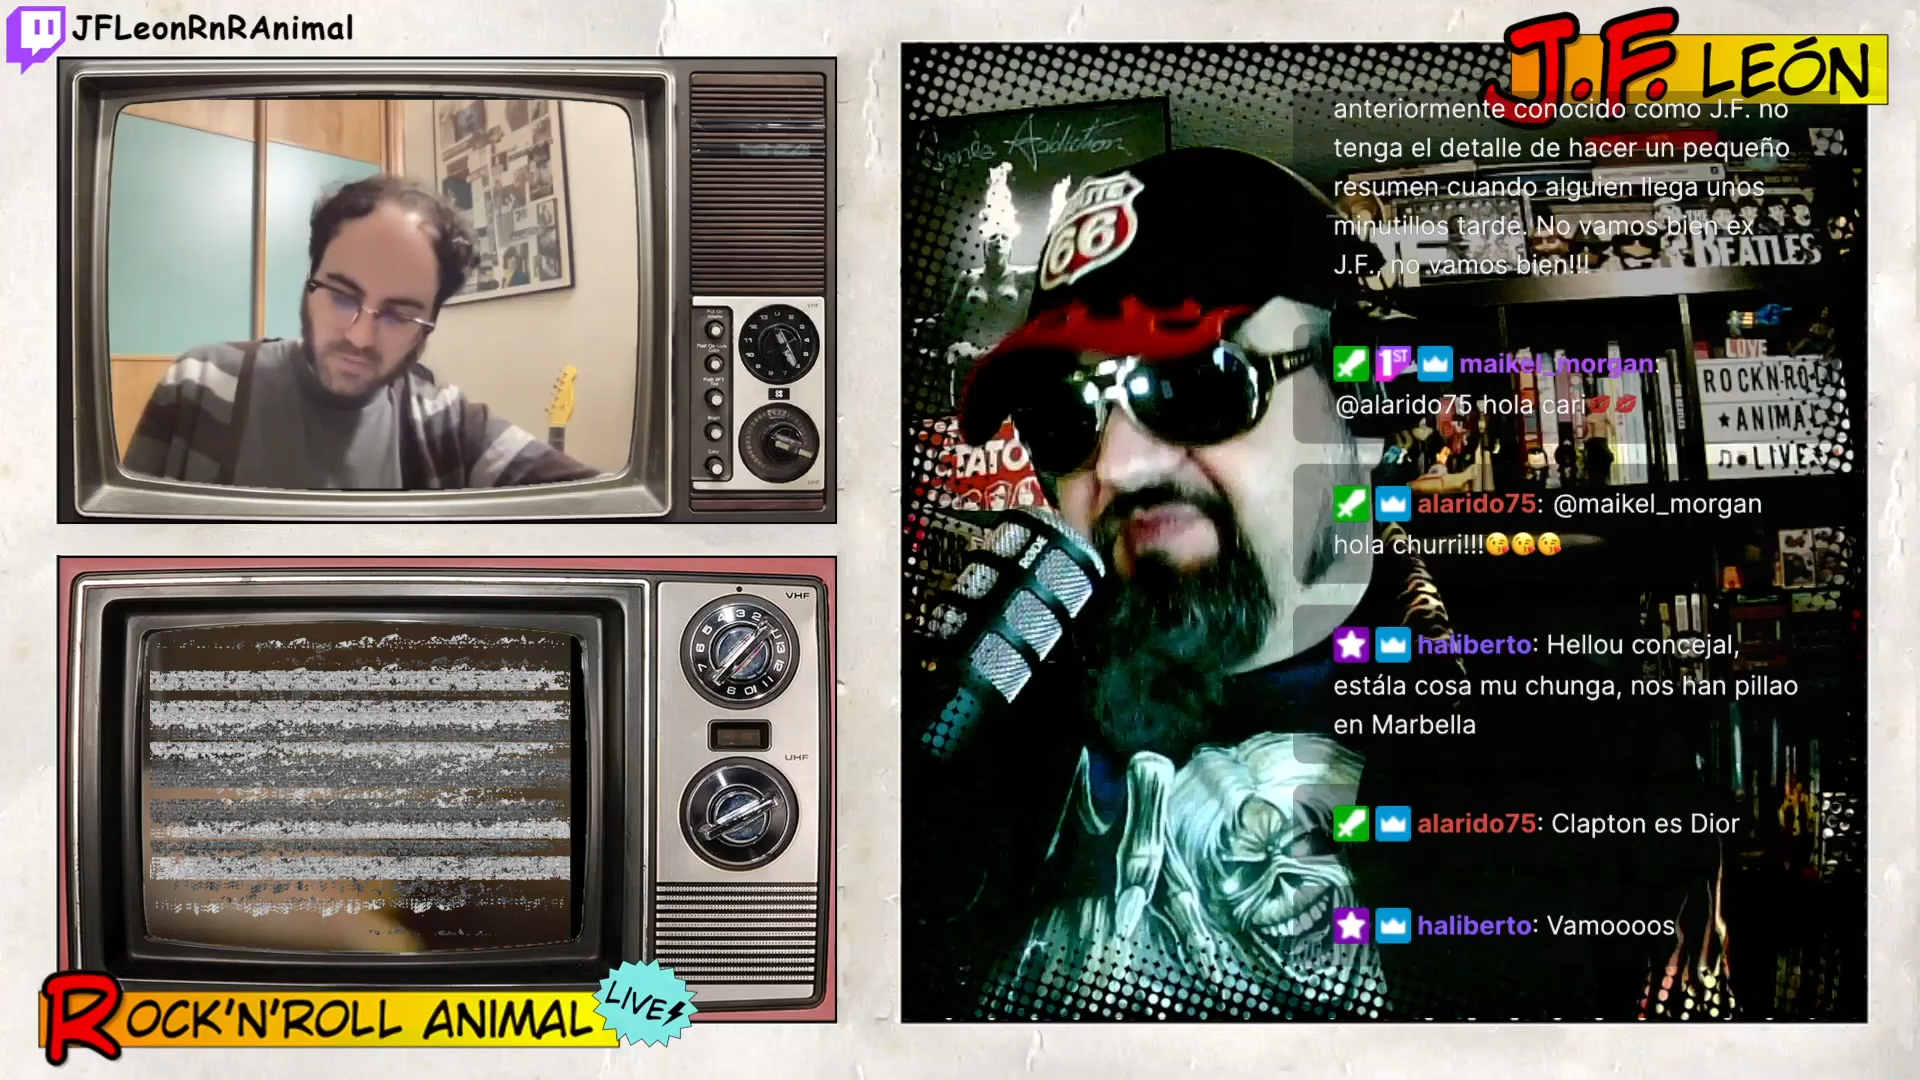 JFLeonRnRAnimal
J.F. LEÓN
anteriormente conocido como J.F. no
tenga el detalle de hacer un pequeño
resumen cuando alguien llega unos
minutillos tarde. No vamos bien ex
J.F., no vamos bien!!!
1ST maikel_morgan:
@alarido75 hola cari
alarido75: @maikel_morgan
hola churri!!!
haliberto: Hellou concejal,
estála cosa mu chunga, nos han pillao
en Marbella
alarido75: Clapton es Dior
haliberto: Vamoooos
Addiction
66
BEATLES
LOVE
ROCK'N'ROLL
ANIMAL
LIVE
RØDE
VHF
UHF
ROCK'N'ROLL ANIMAL
LIVE